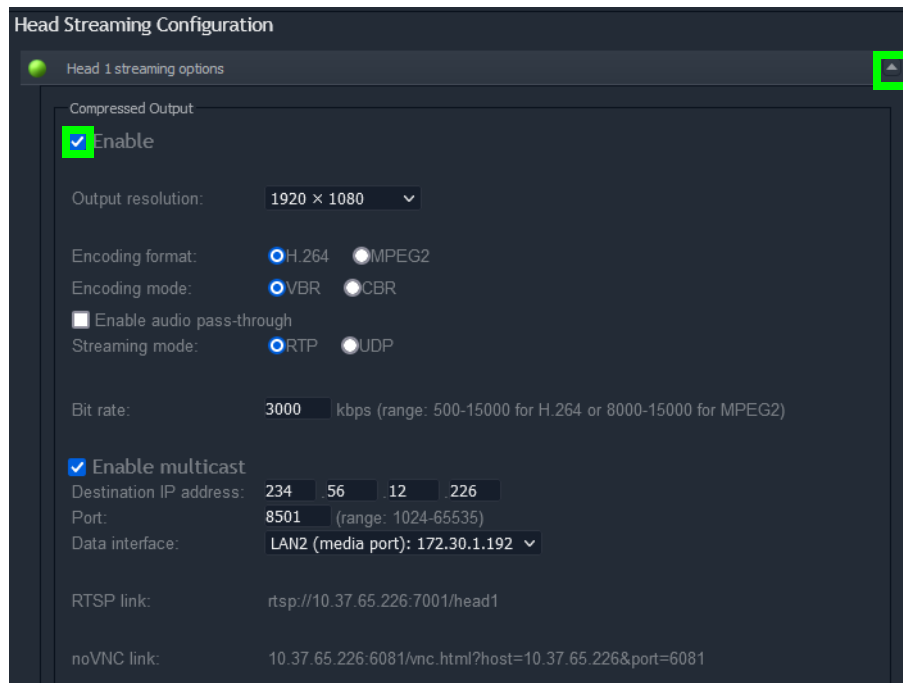 Head Streaming Configuration
Head 1 streaming options
Compressed Output
Enable
Output resolution: 1920 × 1080
Encoding format: H.264 MPEG2
Encoding mode: VBR CBR
Enable audio pass-through
Streaming mode: RTP UDP
Bit rate: 3000 kbps (range: 500-15000 for H.264 or 8000-15000 for MPEG2)
Enable multicast
Destination IP address: 234 .56 .12 .226
Port: 8501 (range: 1024-65535)
Data interface: LAN2 (media port): 172.30.1.192
RTSP link: rtsp://10.37.65.226:7001/head1
noVNC link: 10.37.65.226:6081/vnc.html?host=10.37.65.226&port=6081